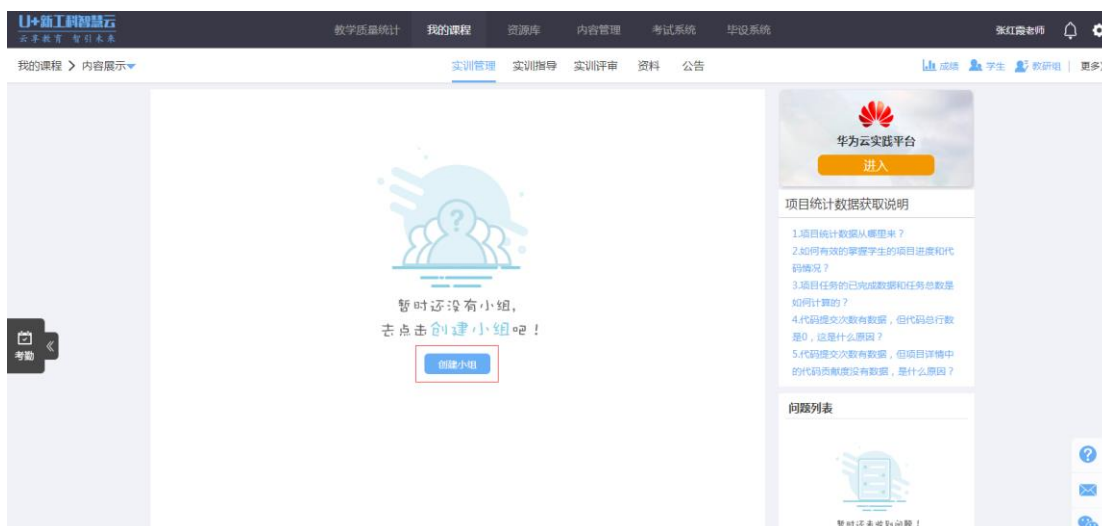 U+新工科智慧云
云享教育 智引未来
教学质量统计 我的课程 资源库 内容管理 考试系统 毕设系统
张红霞老师
我的课程 > 内容展示
实训管理 实训指导 实训评审 资料 公告
成绩 学生 教研组 | 更多
华为云实践平台
进入
项目统计数据获取说明
1.项目统计数据从哪里来？
2.如何有效的掌握学生的项目进度和代
码情况？
3.项目任务的已完成数据和任务总数是
如何计算的？
4.代码提交次数有数据，但代码总行数
是0，这是什么原因？
5.代码提交次数有数据，但项目详情中
的代码贡献度没有数据，是什么原因？
暂时还没有小组，
去点击创建小组吧！
创建小组
考勤
问题列表